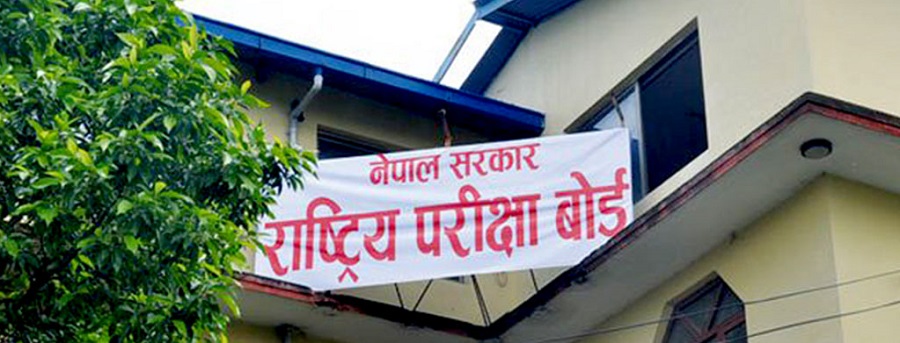 नेपाल सरकार
राष्ट्रिय परीक्षा बोर्ड